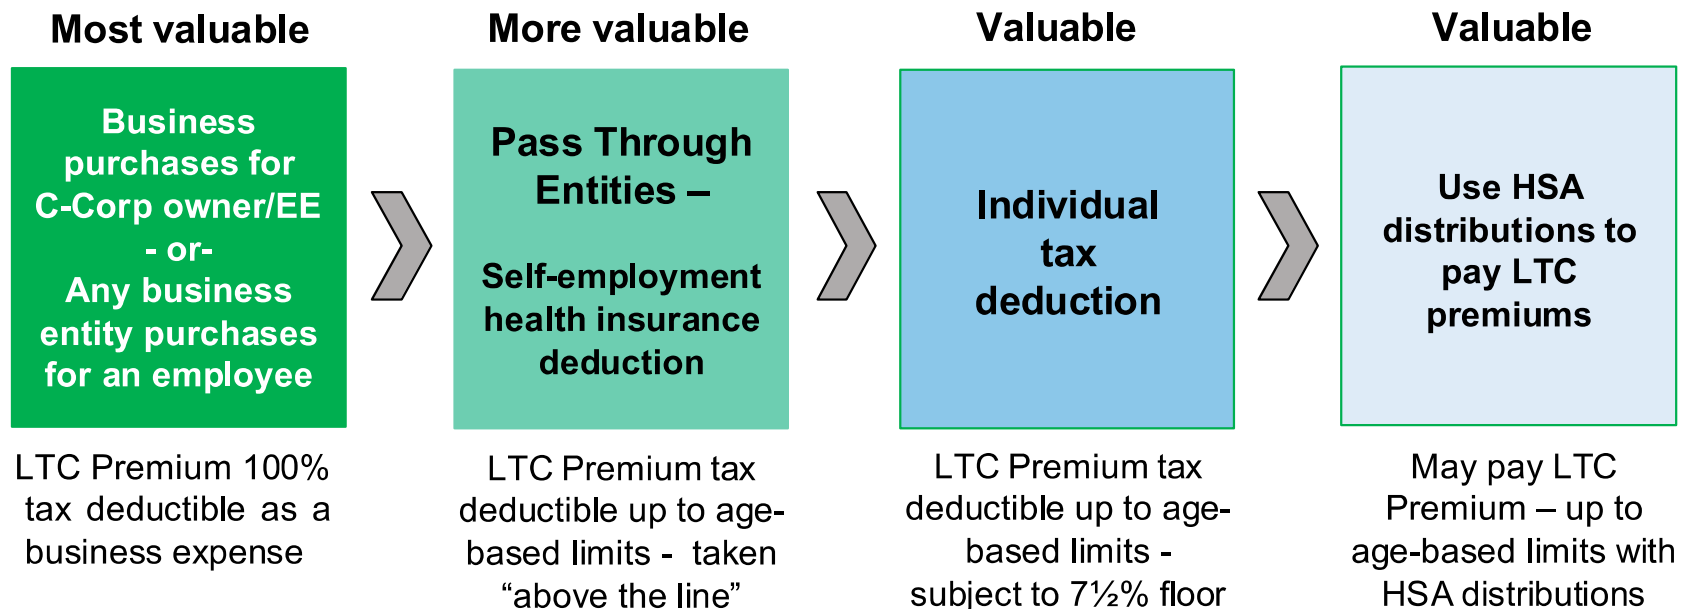 Most valuable
Business
purchases for
C-Corp owner/EE
- or-
Any business
entity purchases
for an employee
LTC Premium 100%
tax deductible as a
business expense
More valuable
Pass Through
Entities –
Self-employment
health insurance
deduction
LTC Premium tax
deductible up to age-
based limits - taken
“above the line”
Valuable
Individual
tax
deduction
LTC Premium tax
deductible up to age-
based limits -
subject to 7½% floor
Valuable
Use HSA
distributions to
pay LTC
premiums
May pay LTC
Premium – up to
age-based limits with
HSA distributions